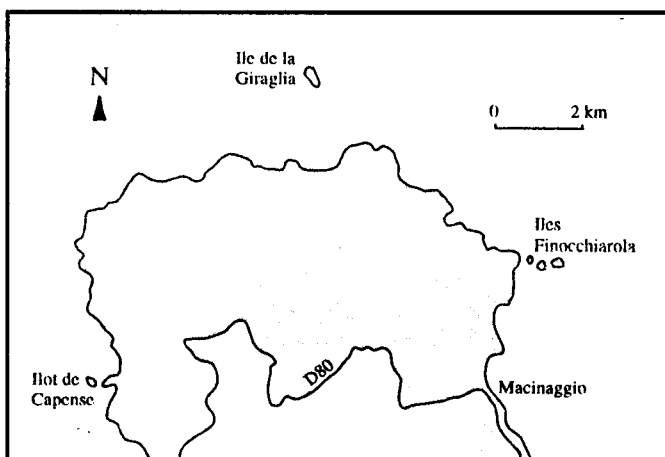 Ile de la
Giraglia
N
0 2 km
Iles
Finocchiarola
D80
Ilot de
Capense
Macinaggio